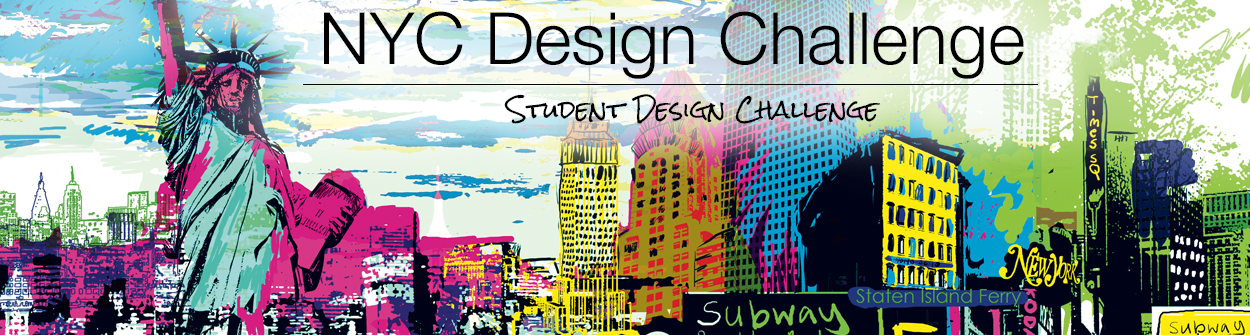 NYC Design Challenge
Student Design Challenge
Times SQ
New York
Staten Island Ferry
Subway
Subway